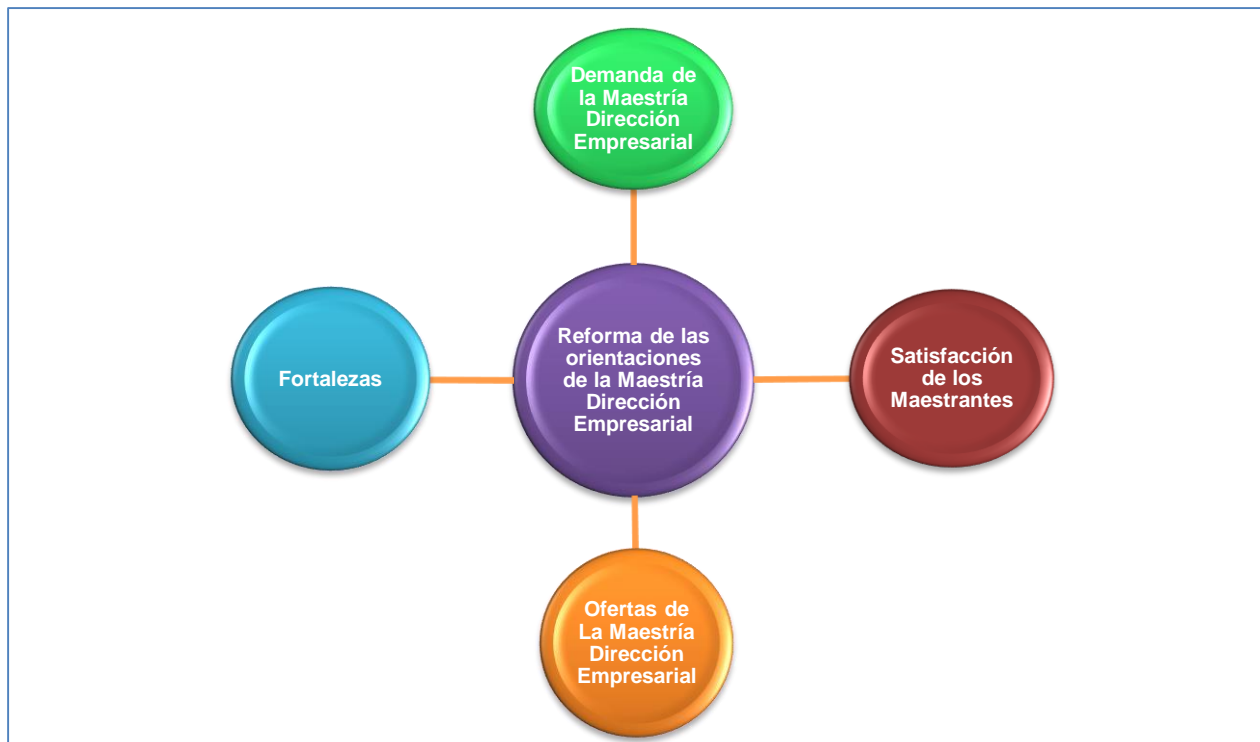 Demanda de
la Maestría
Dirección
Empresarial
Fortalezas
Reforma de las
orientaciones
de la Maestría
Dirección
Empresarial
Satisfacción
de los
Maestrantes
Ofertas de
La Maestría
Dirección
Empresarial